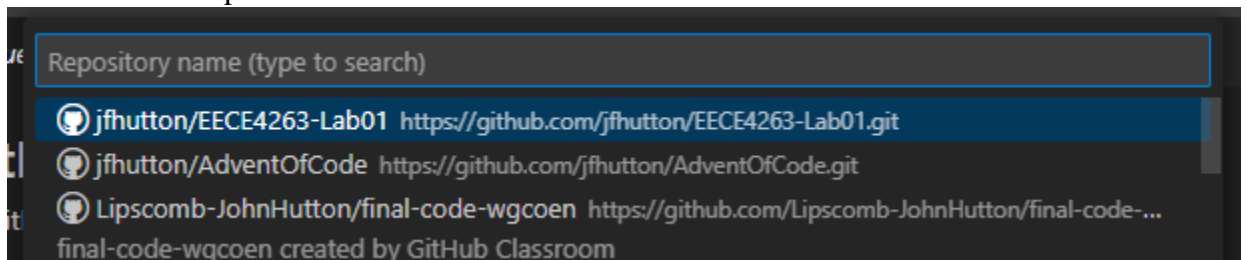 Repository name (type to search)
jfhutton/EECE4263-Lab01 https://github.com/jfhutton/EECE4263-Lab01.git
jfhutton/AdventOfCode https://github.com/jfhutton/AdventOfCode.git
Lipscomb-JohnHutton/final-code-wgcoen https://github.com/Lipscomb-JohnHutton/final-code-...
final-code-wgcoen created by GitHub Classroom